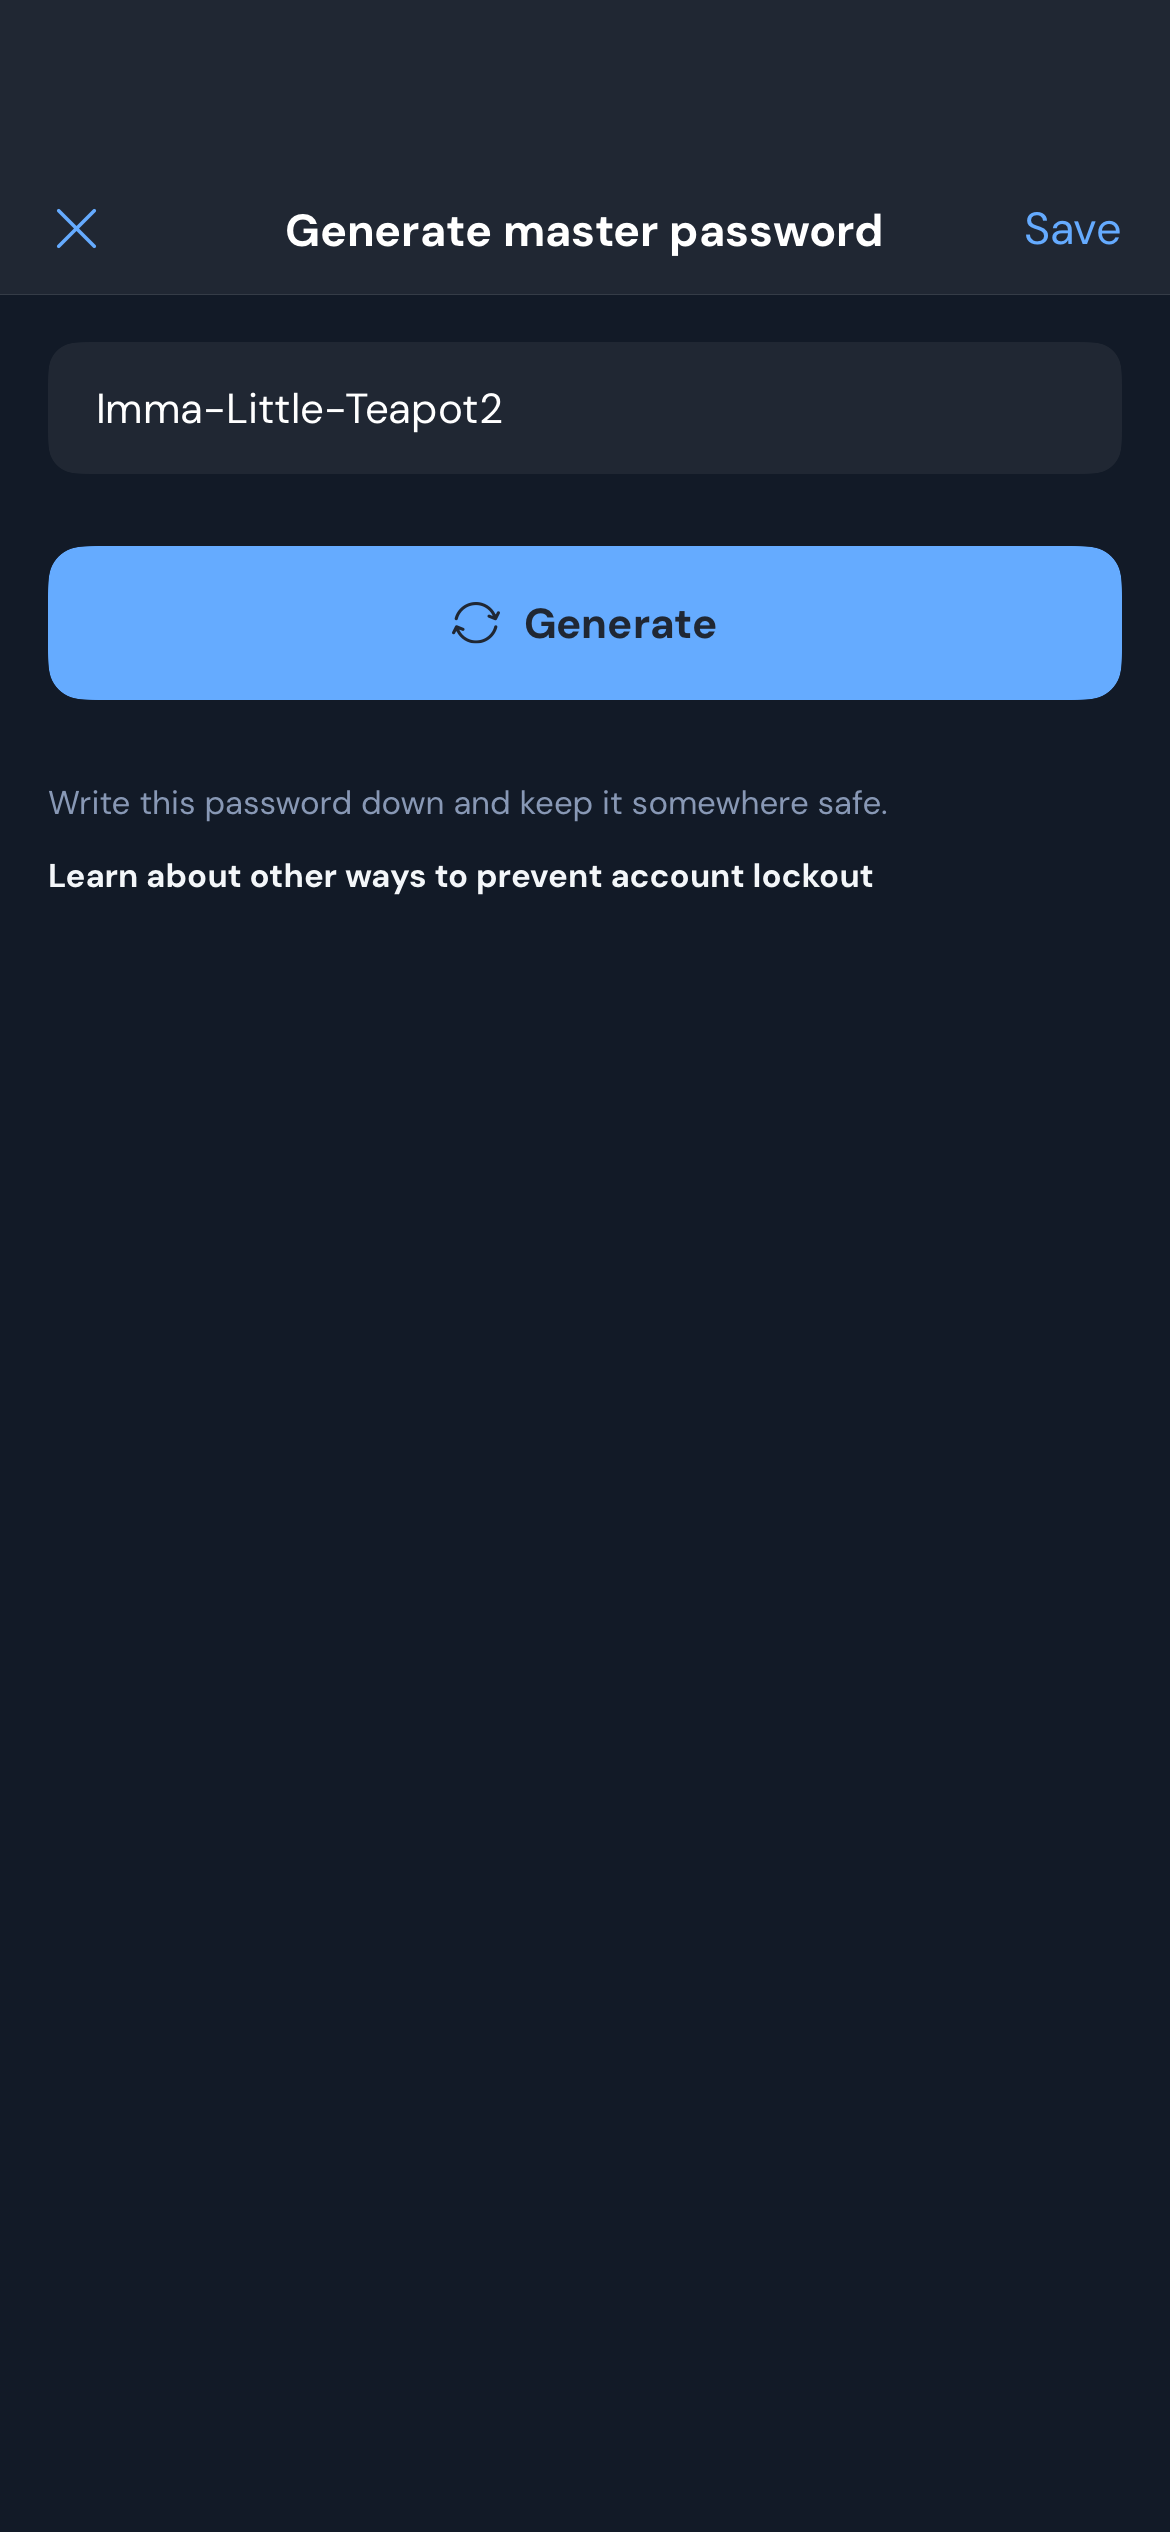 Generate master password
Save
Imma-Little-Teapot2
Generate
Write this password down and keep it somewhere safe.
Learn about other ways to prevent account lockout